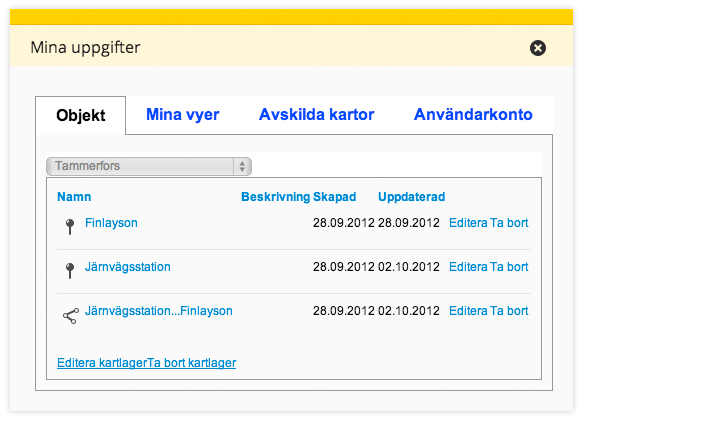 Mina uppgifter
Objekt Mina vyer Avskilda kartor Användarkonto
Tammerfors
Namn Beskrivning Skapad Uppdaterad
Finlayson 28.09.2012 28.09.2012 Editera Ta bort
Järnvägsstation 28.09.2012 02.10.2012 Editera Ta bort
Järnvägsstation...Finlayson 28.09.2012 02.10.2012 Editera Ta bort
Editera kartlagerTa bort kartlager